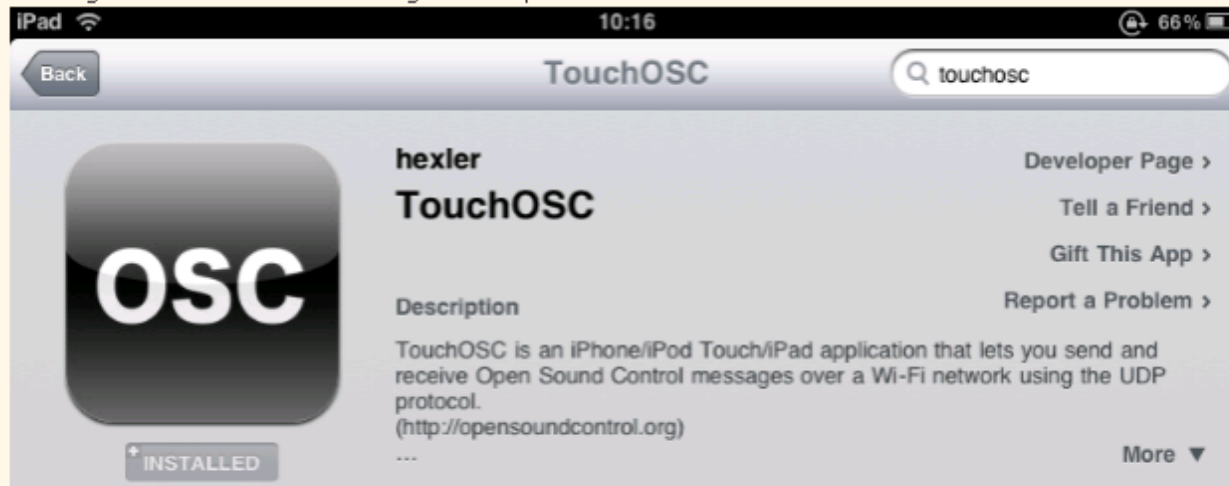 iPad 10:16 66%
Back TouchOSC touchosc
hexler
Developer Page ›
TouchOSC
Tell a Friend ›
Gift This App ›
OSC
Description
Report a Problem ›
TouchOSC is an iPhone/iPod Touch/iPad application that lets you send and
receive Open Sound Control messages over a Wi-Fi network using the UDP
protocol.
(http://opensoundcontrol.org)
...
More ▼
+INSTALLED